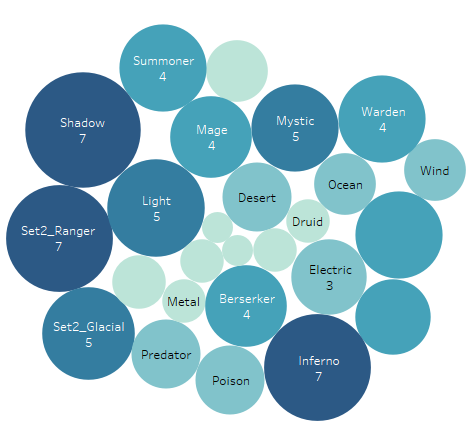 Summoner
4
Shadow
7
Mage
4
Mystic
5
Warden
4
Wind
Ocean
Desert
Light
5
Druid
Set2_Ranger
7
Electric
3
Metal
Berserker
4
Set2_Glacial
5
Predator
Poison
Inferno
7